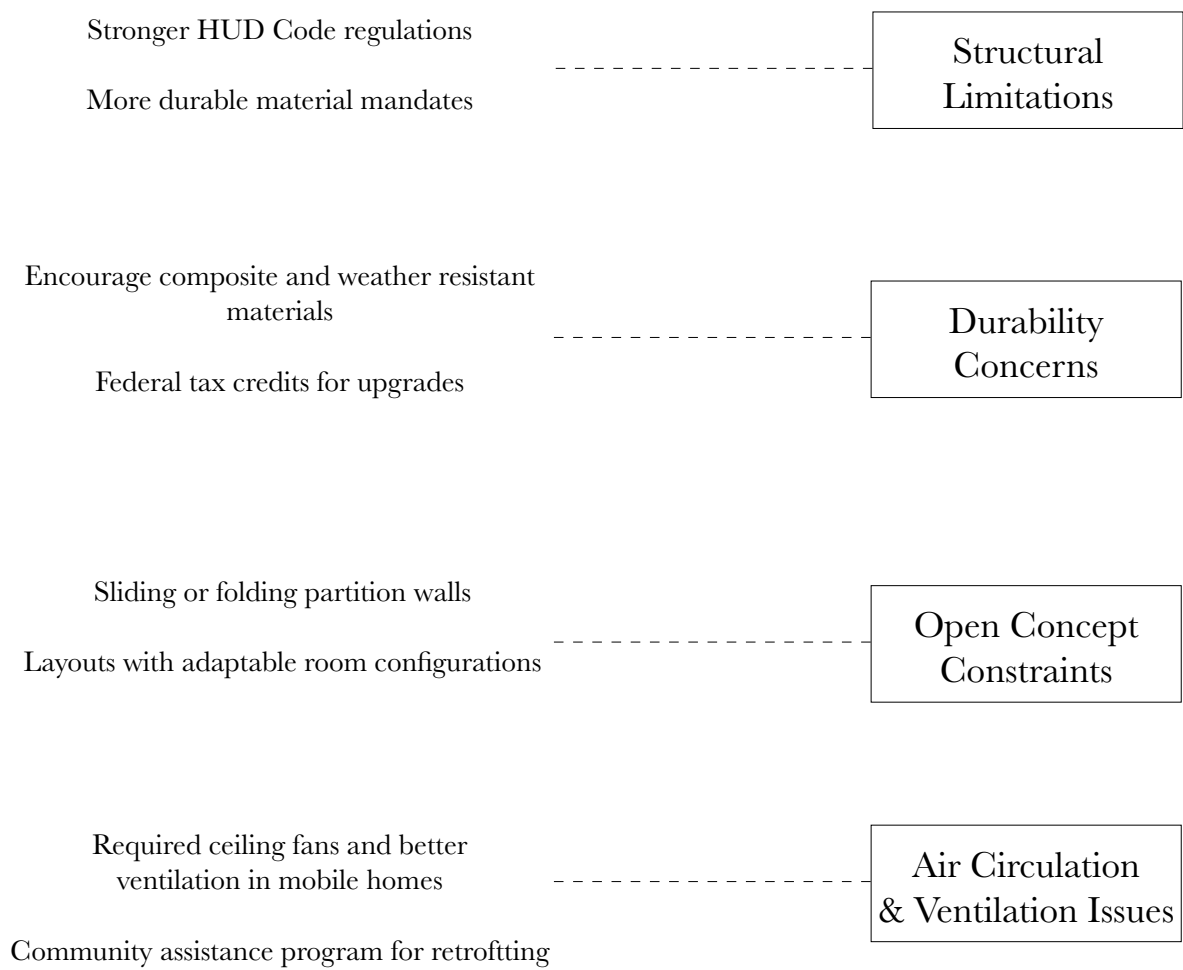 Stronger HUD Code regulations
More durable material mandates
Structural
Limitations
Encourage composite and weather resistant
materials
Federal tax credits for upgrades
Durability
Concerns
Sliding or folding partition walls
Layouts with adaptable room configurations
Open Concept
Constraints
Required ceiling fans and better
ventilation in mobile homes
Community assistance program for retroftting
Air Circulation
& Ventilation Issues